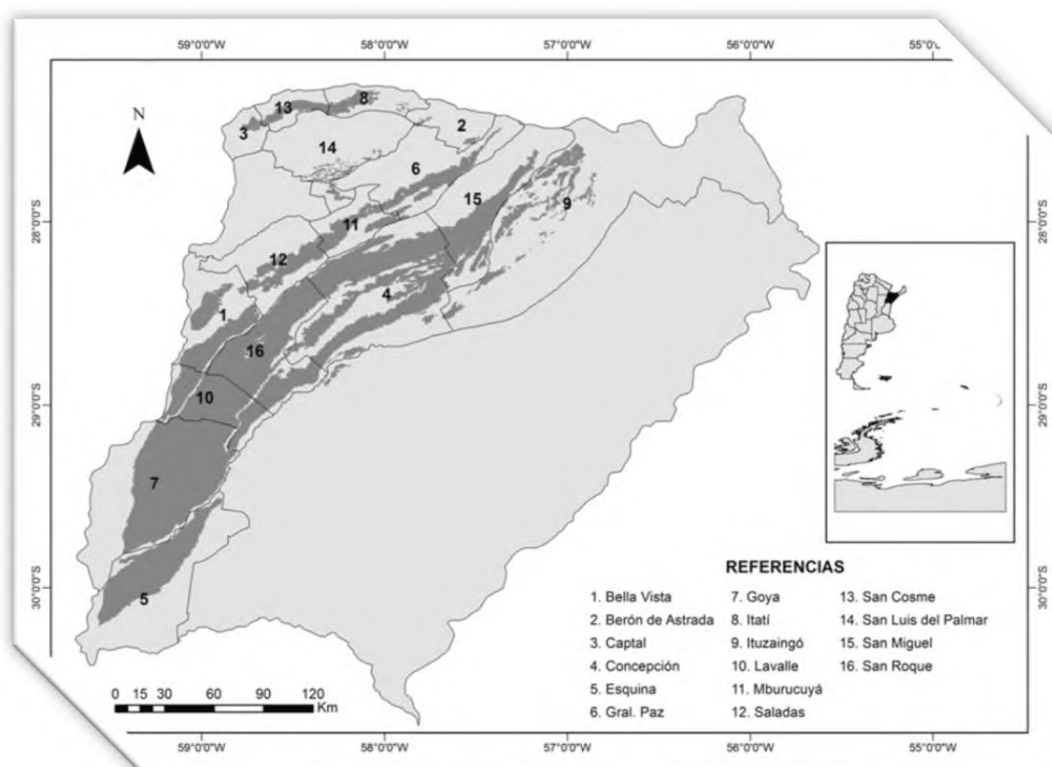 59°0'0"W 58°0'0"W 57°0'0"W 56°0'0"W 55°0'0
N
8
13
3
2
14
6
15
9
28°0'0"S 28°0'0"S
11
12
4
1
16
29°0'0"S 29°0'0"S
10
7
30°0'0"S 30°0'0"S
5
REFERENCIAS
1. Bella Vista 7. Goya 13. San Cosme
2. Berón de Astrada 8. Itatí 14. San Luis del Palmar
3. Captal 9. Ituzaingó 15. San Miguel
4. Concepción 10. Lavalle 16. San Roque
5. Esquina 11. Mburucuyá
6. Gral. Paz 12. Saladas
0 15 30 60 90 120
Km
59°0'0"W 58°0'0"W 57°0'0"W 56°0'0"W 55°0'0"W